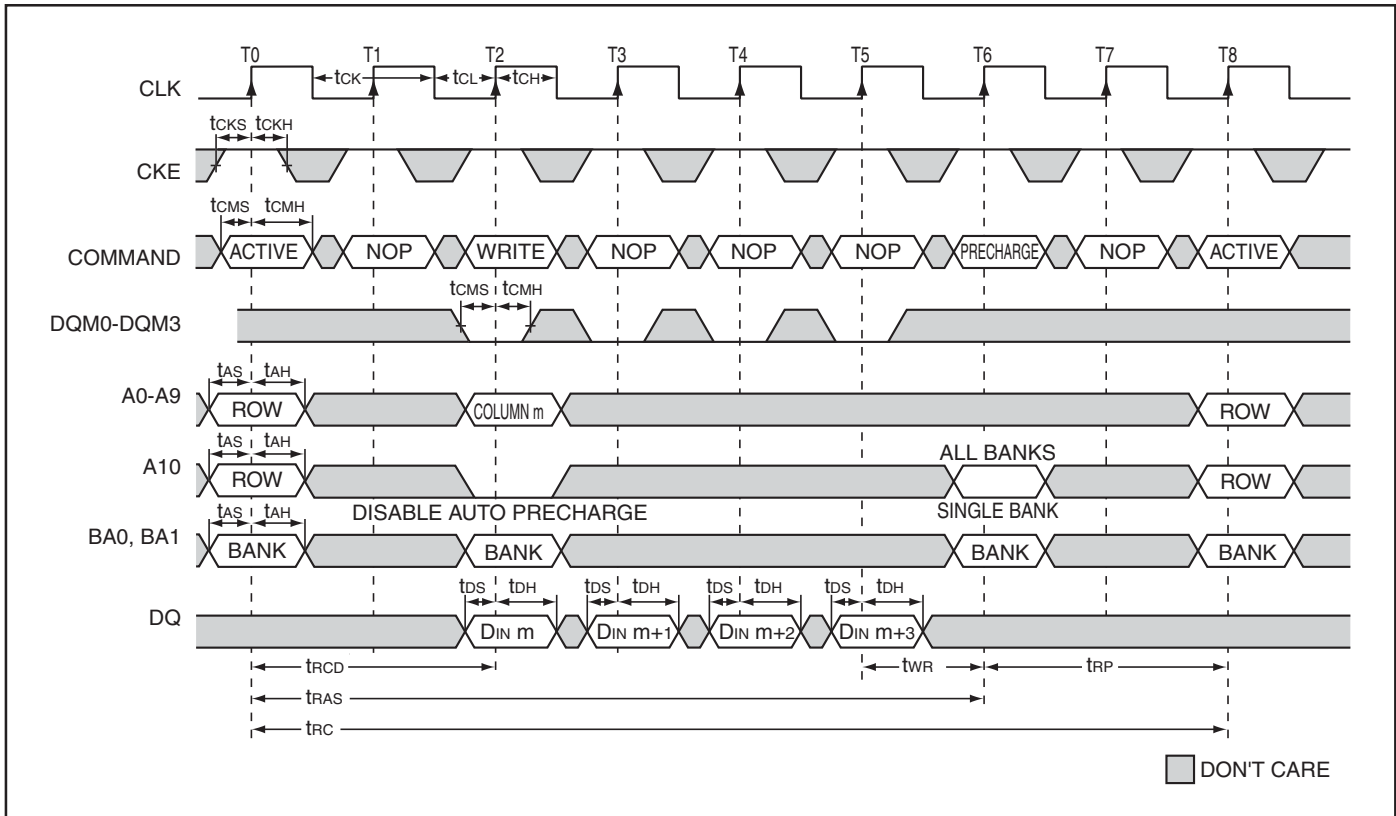 T0 T1 T2 T3 T4 T5 T6 T7 T8
tCK tCL tCH
CLK
tCKS tCKH
CKE
tCMS tCMH
COMMAND ACTIVE NOP WRITE NOP NOP NOP PRECHARGE NOP ACTIVE
tCMS tCMH
DQM0-DQM3
tAS tAH
A0-A9 ROW COLUMN m ROW
tAS tAH ALL BANKS
A10 ROW ROW
tAS tAH DISABLE AUTO PRECHARGE SINGLE BANK
BA0, BA1 BANK BANK BANK BANK
tDS tDH tDS tDH tDS tDH tDS tDH
DQ DIN m DIN m+1 DIN m+2 DIN m+3
tRCD tWR tRP
tRAS
tRC
DON'T CARE